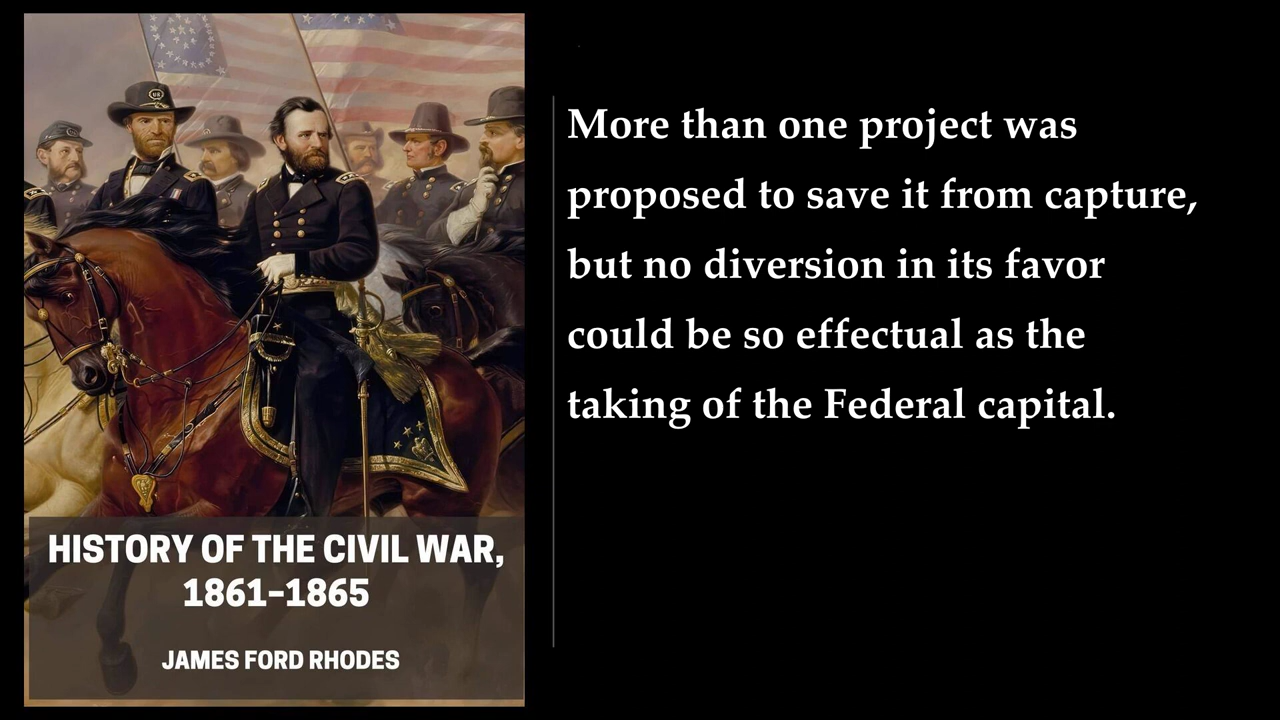 HISTORY OF THE CIVIL WAR,
1861–1865
JAMES FORD RHODES
More than one project was
proposed to save it from capture,
but no diversion in its favor
could be so effectual as the
taking of the Federal capital.